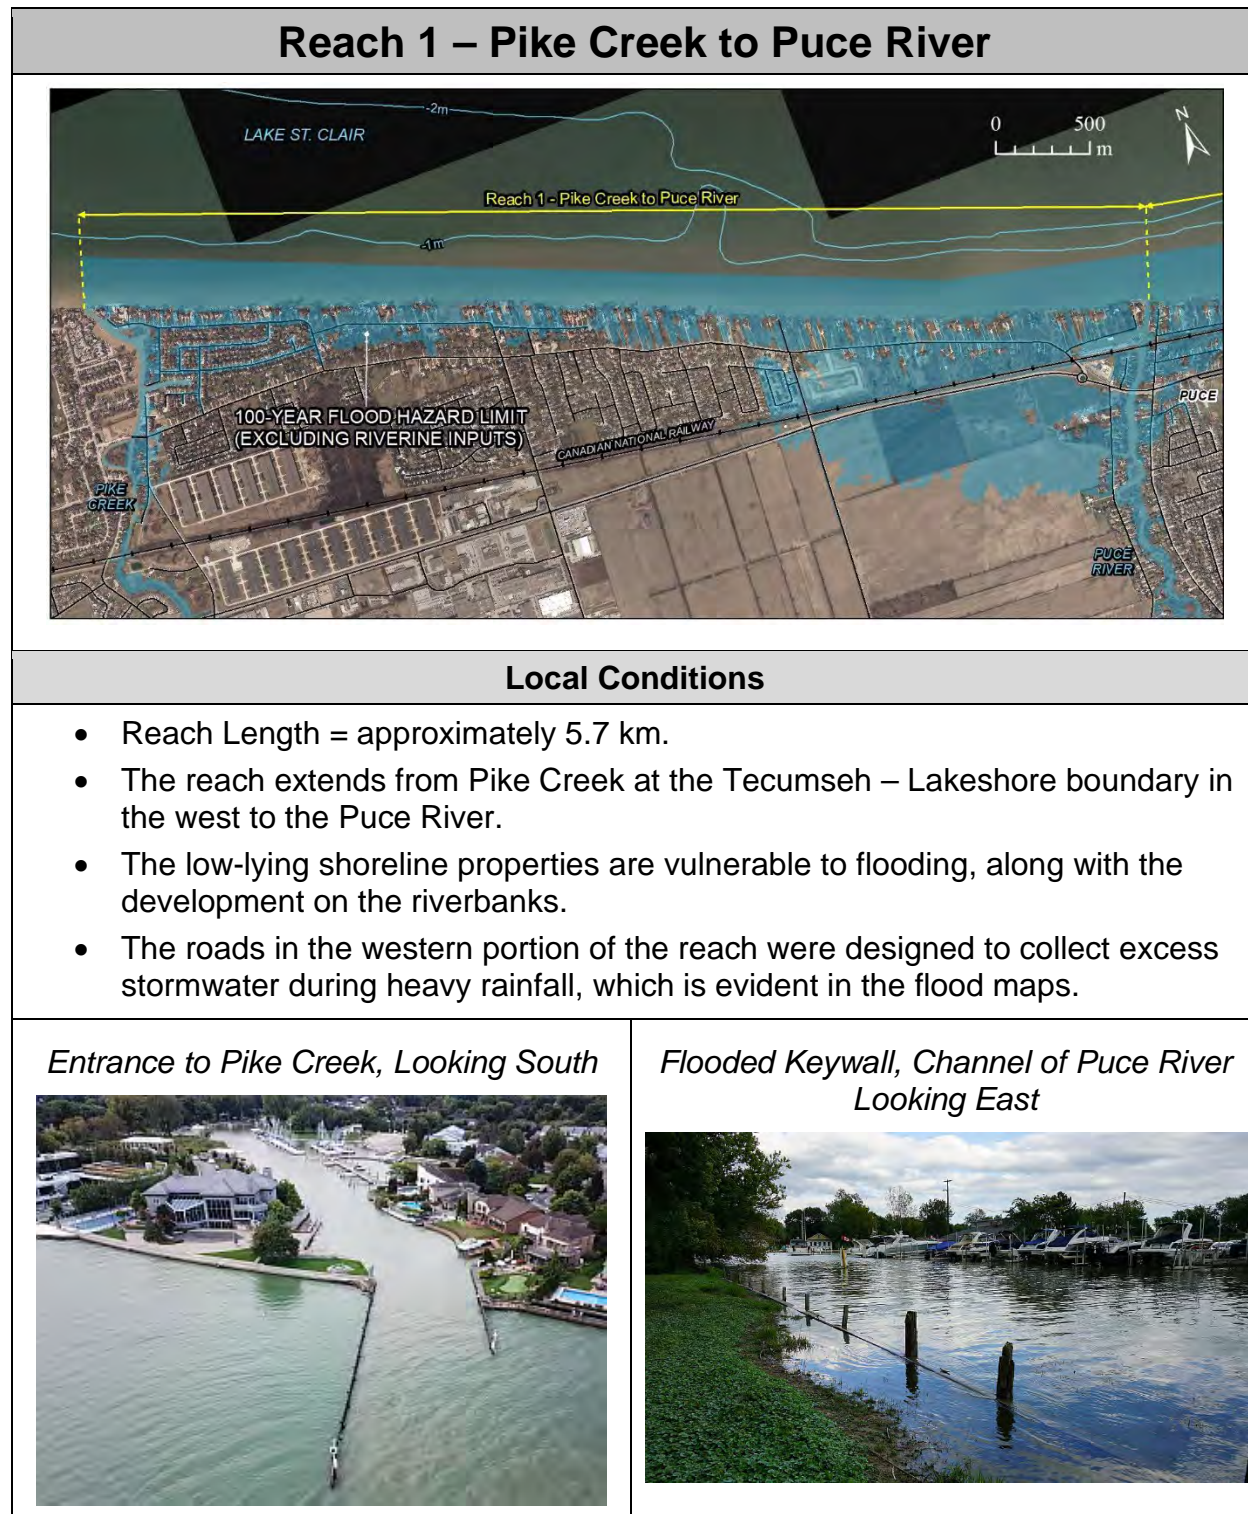 Reach 1 – Pike Creek to Puce River
-2m
LAKE ST. CLAIR
0 500
m
N
Reach 1 - Pike Creek to Puce River
-1m
100-YEAR FLOOD HAZARD LIMIT
(EXCLUDING RIVERINE INPUTS)
CANADIAN NATIONAL RAILWAY
PUCE
PIKE
CREEK
PUCE
RIVER
Local Conditions
• Reach Length = approximately 5.7 km.
• The reach extends from Pike Creek at the Tecumseh – Lakeshore boundary in
the west to the Puce River.
• The low-lying shoreline properties are vulnerable to flooding, along with the
development on the riverbanks.
• The roads in the western portion of the reach were designed to collect excess
stormwater during heavy rainfall, which is evident in the flood maps.
Entrance to Pike Creek, Looking South
Flooded Keywall, Channel of Puce River
Looking East